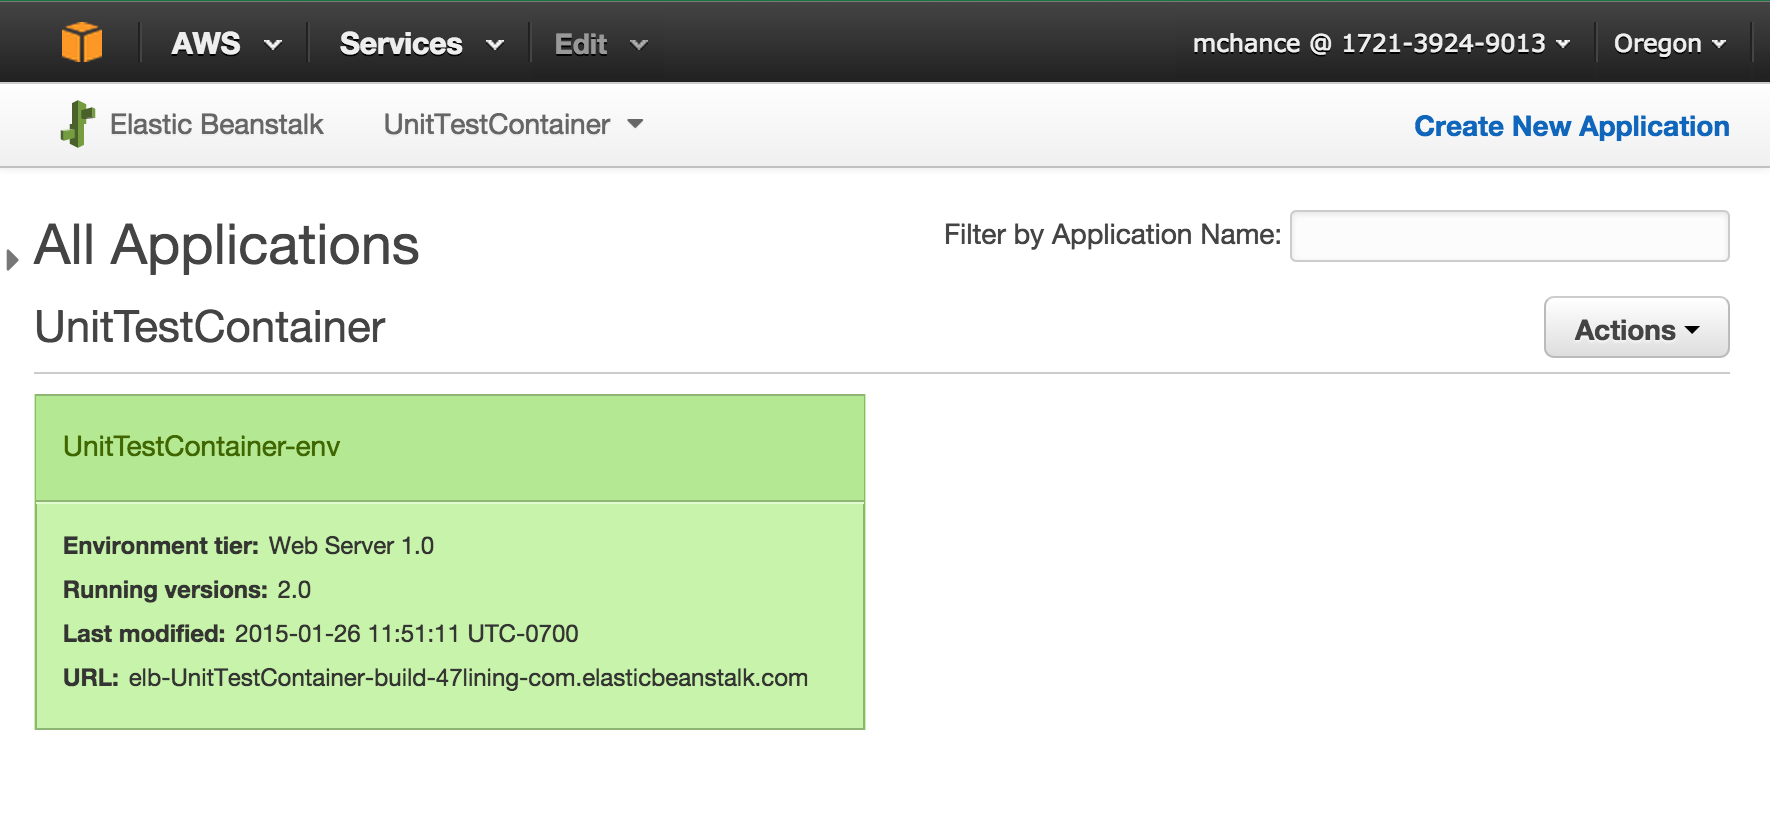 AWS Services Edit mchance @ 1721-3924-9013 Oregon
Elastic Beanstalk UnitTestContainer Create New Application
All Applications Filter by Application Name:
UnitTestContainer Actions
UnitTestContainer-env
Environment tier: Web Server 1.0
Running versions: 2.0
Last modified: 2015-01-26 11:51:11 UTC-0700
URL: elb-UnitTestContainer-build-47lining-com.elasticbeanstalk.com